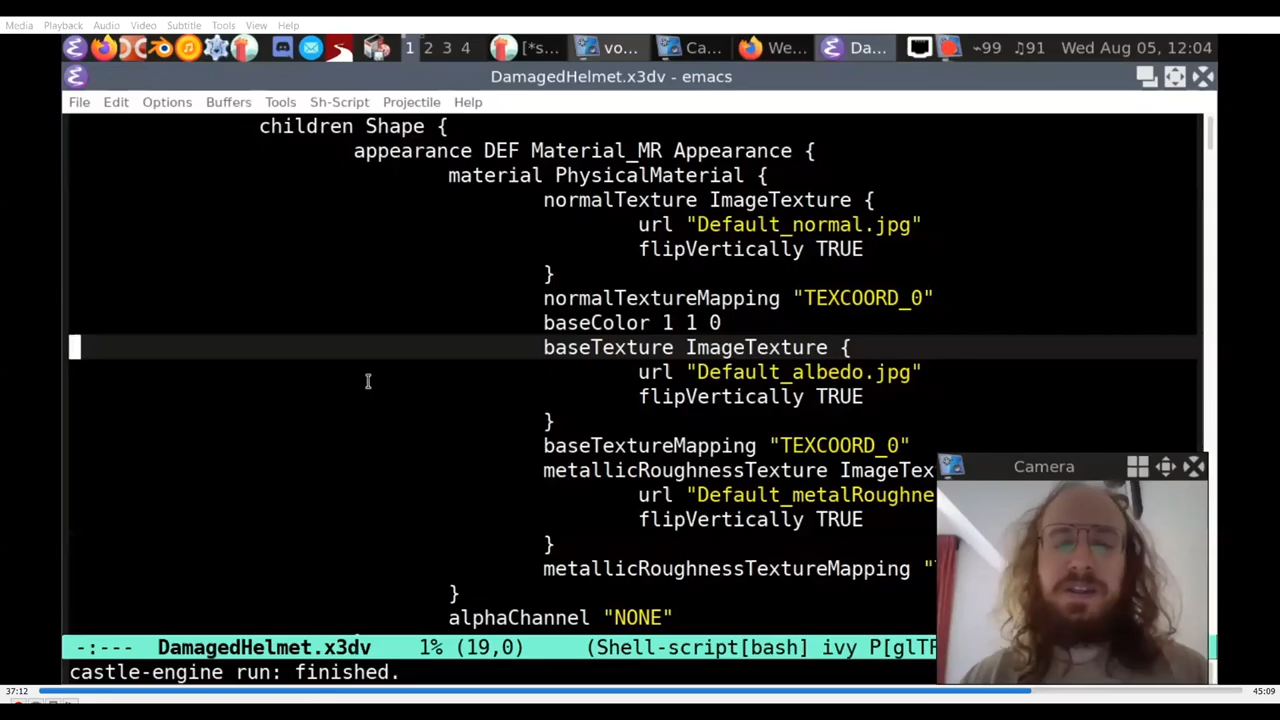 Media Playback Audio Video Subtitle Tools View Help
1 2 3 4 [*s... vo... Ca... We... Da... ~99 ♫91 Wed Aug 05, 12:04
DamagedHelmet.x3dv - emacs
File Edit Options Buffers Tools Sh-Script Projectile Help
children Shape {
appearance DEF Material_MR Appearance {
material PhysicalMaterial {
normalTexture ImageTexture {
url "Default_normal.jpg"
flipVertically TRUE
}
normalTextureMapping "TEXCOORD_0"
baseColor 1 1 0
baseTexture ImageTexture {
url "Default_albedo.jpg"
flipVertically TRUE
}
baseTextureMapping "TEXCOORD_0"
metallicRoughnessTexture ImageTex
url "Default_metalRoughne
flipVertically TRUE
}
metallicRoughnessTextureMapping "
}
alphaChannel "NONE"
Camera
-:--- DamagedHelmet.x3dv 1% (19,0) (Shell-script[bash] ivy P[glTF
castle-engine run: finished.
37:12 45:09